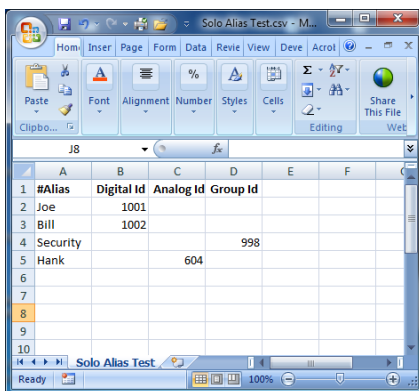 Solo Alias Test.csv - M...
Hom Inser Page Form Data Revie View Deve Acrol
Paste Font Alignment Number Styles Cells Σ Share This File
Clipbo... Editing Web
J8 fx
A B C D E F
1 #Alias Digital Id Analog Id Group Id
2 Joe 1001
3 Bill 1002
4 Security 998
5 Hank 604
6
7
8
9
10
Solo Alias Test
Ready 100%